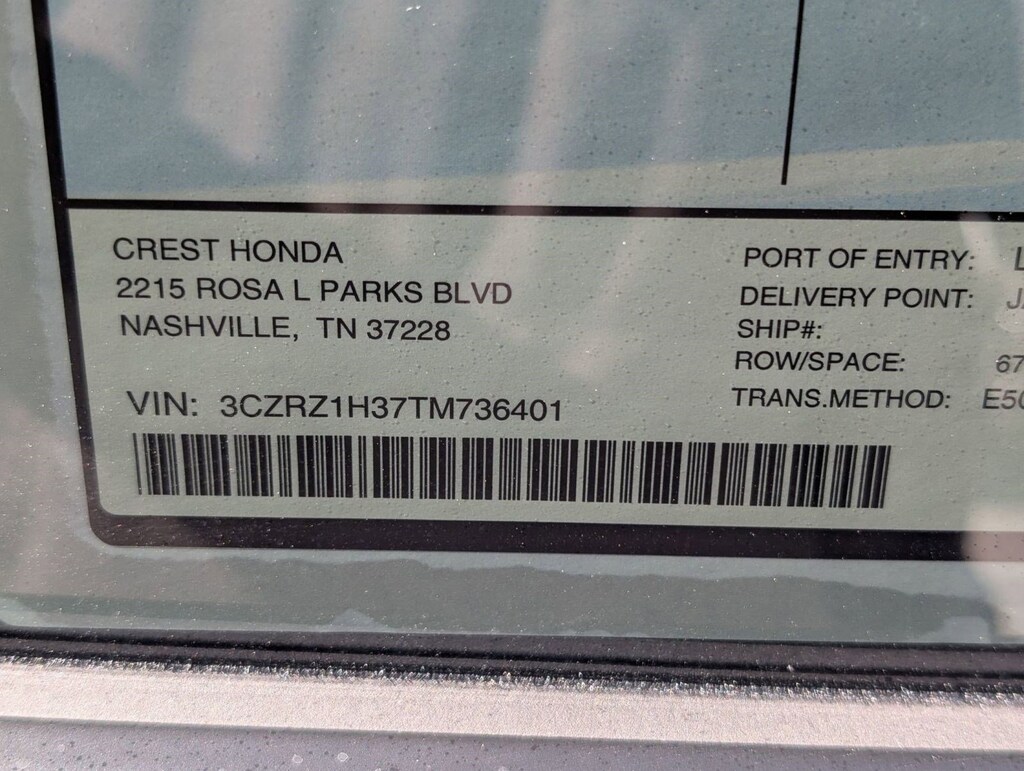 CREST HONDA
2215 ROSA L PARKS BLVD
NASHVILLE, TN 37228
VIN: 3CZRZ1H37TM736401
PORT OF ENTRY:
DELIVERY POINT:
SHIP#:
ROW/SPACE: 67
TRANS.METHOD: